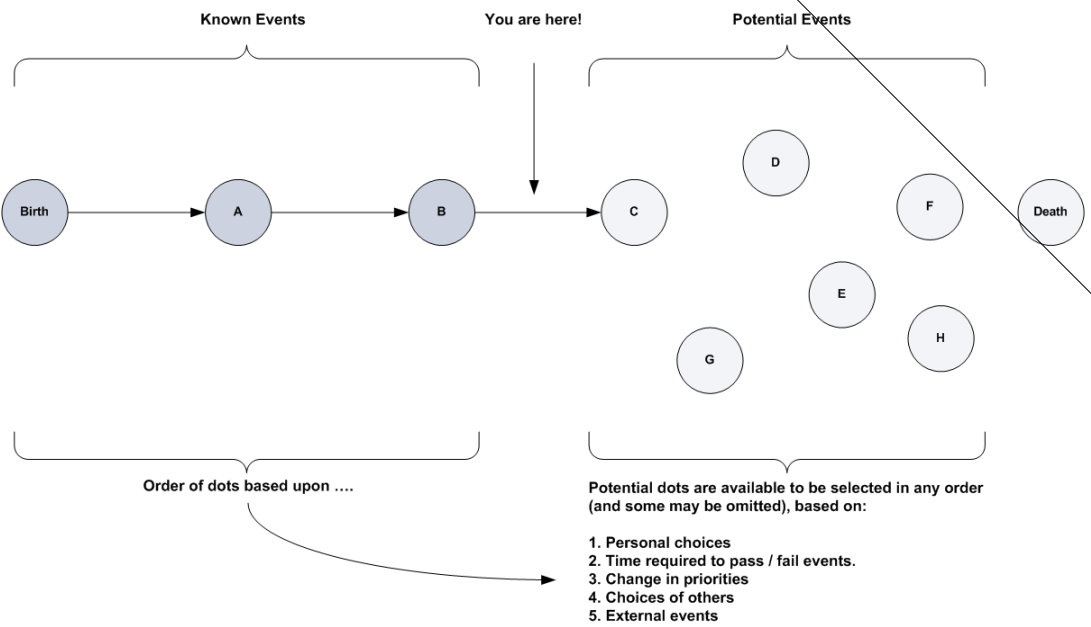 Known Events
You are here!
Potential Events
Birth
A
B
C
D
E
F
G
H
Death
Order of dots based upon ….
Potential dots are available to be selected in any order
(and some may be omitted), based on:
1. Personal choices
2. Time required to pass / fail events.
3. Change in priorities
4. Choices of others
5. External events